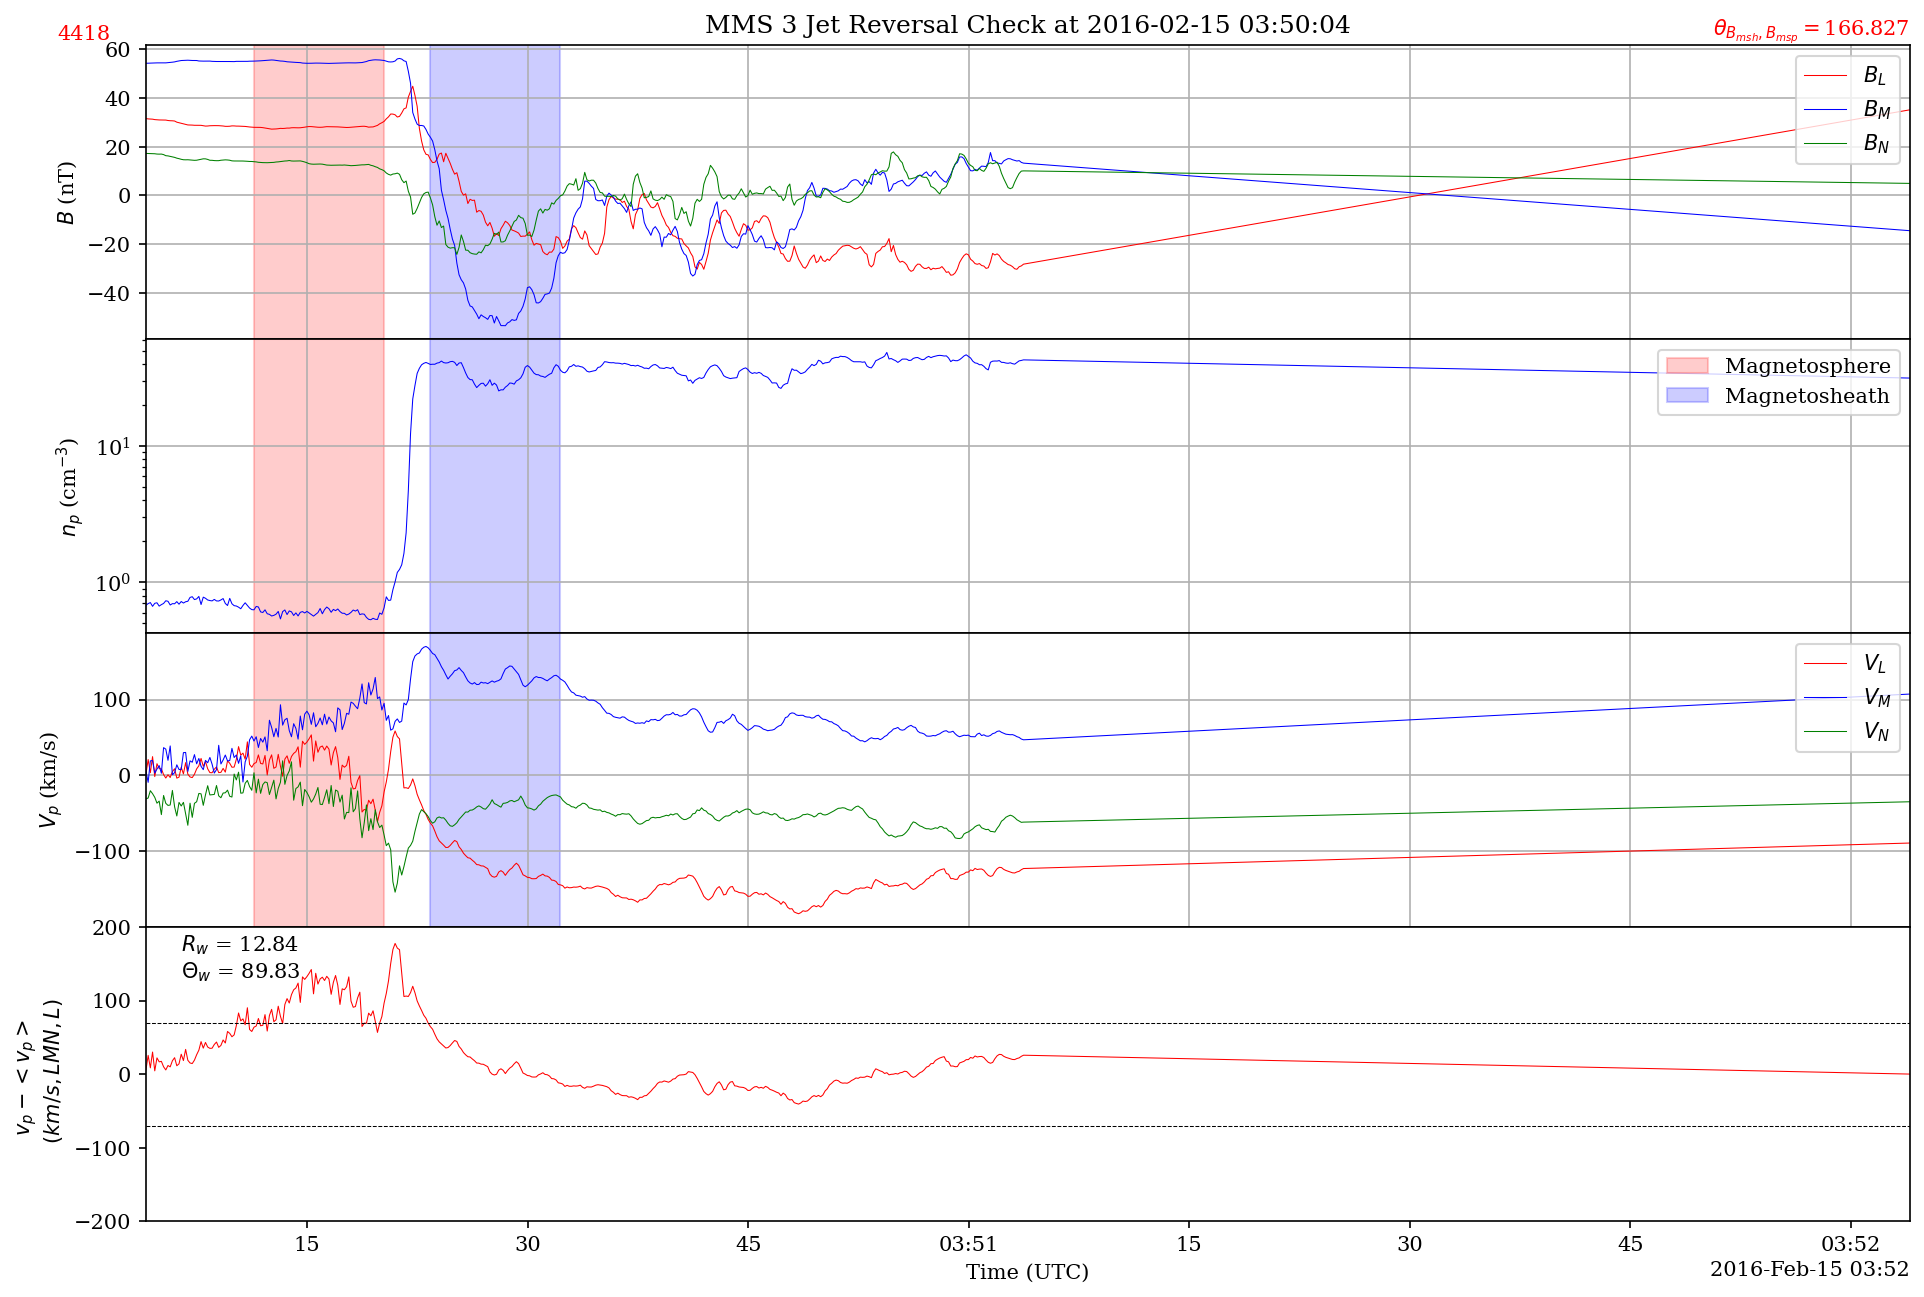 4418
MMS 3 Jet Reversal Check at 2016-02-15 03:50:04
θ_{B_{msh}, B_{msp}} = 166.827
60
40
20
0
−20
−40
B (nT)
B_L
B_M
B_N
10^1
10^0
n_p (cm^{−3})
Magnetosphere
Magnetosheath
100
0
−100
V_p (km/s)
V_L
V_M
V_N
200
100
0
−100
−200
v_p − < v_p >
(km/s, LMN, L)
R_w = 12.84
Θ_w = 89.83
15 30 45 03:51 15 30 45 03:52
Time (UTC)
2016-Feb-15 03:52